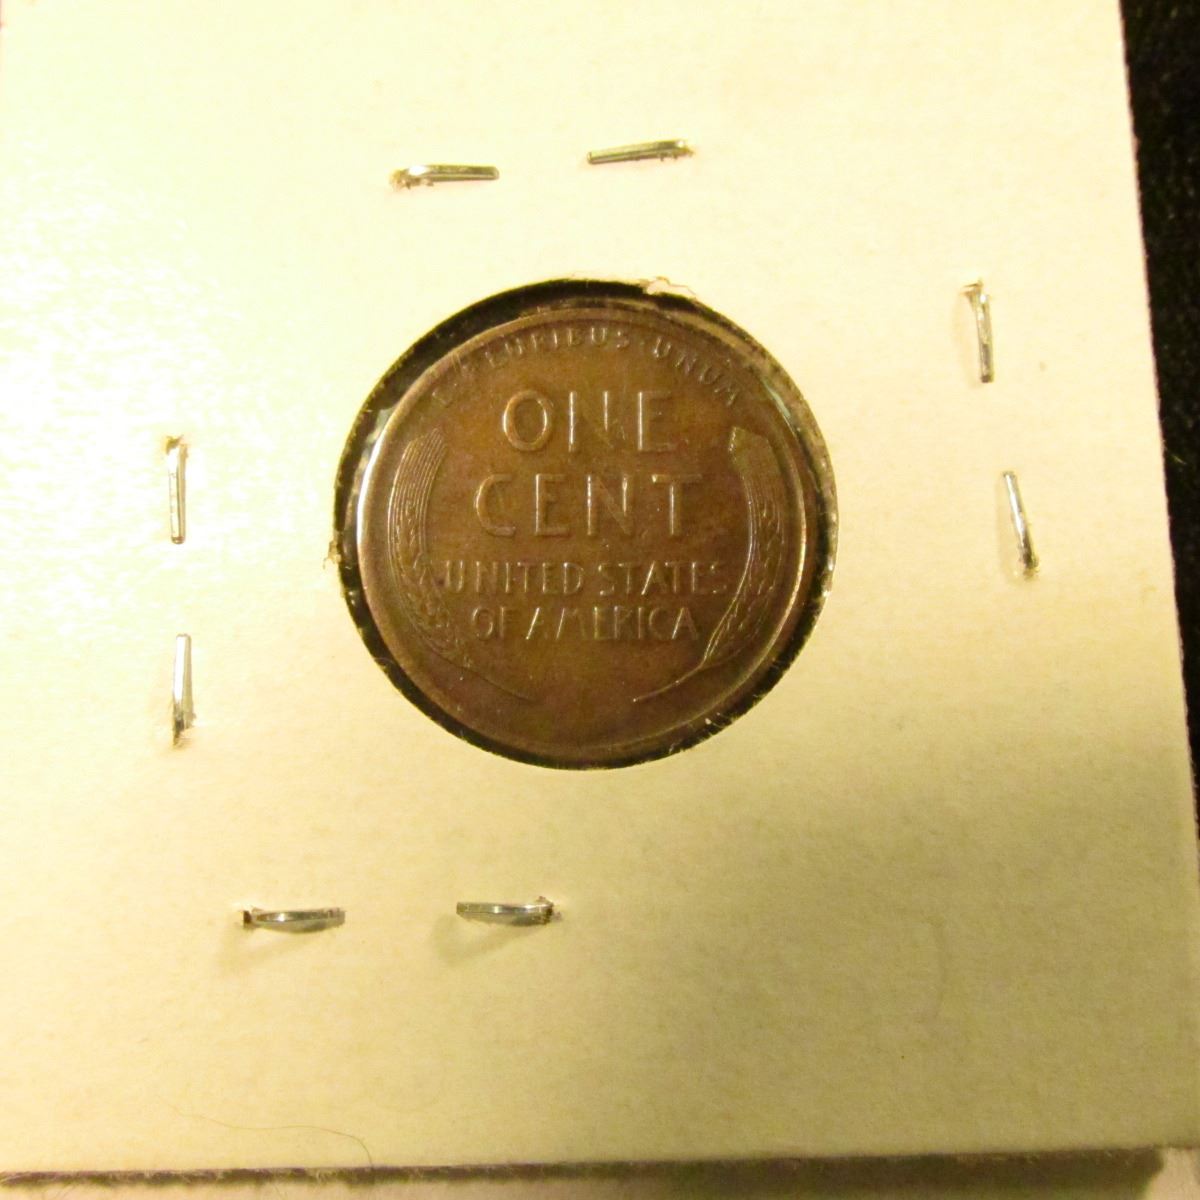 E PLURIBUS · UNUM
ONE
CENT
UNITED STATES
OF AMERICA